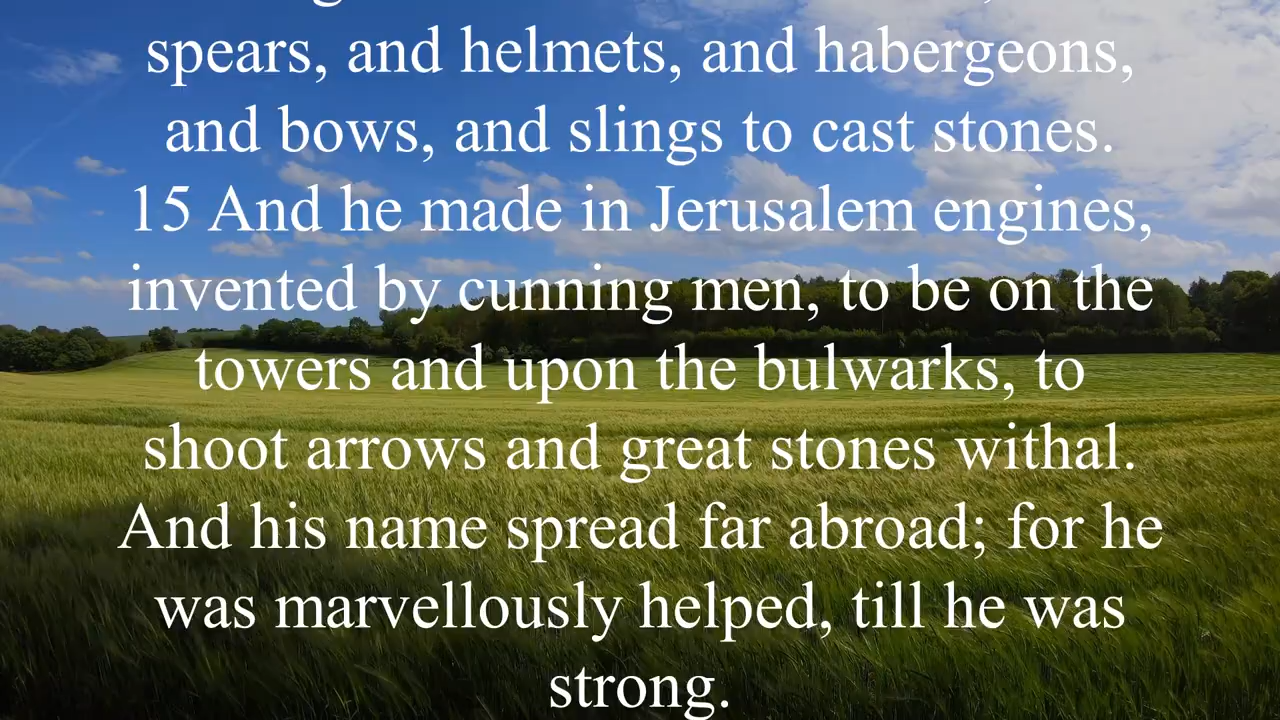 spears, and helmets, and habergeons,
and bows, and slings to cast stones.
15 And he made in Jerusalem engines,
invented by cunning men, to be on the
towers and upon the bulwarks, to
shoot arrows and great stones withal.
And his name spread far abroad; for he
was marvellously helped, till he was
strong.